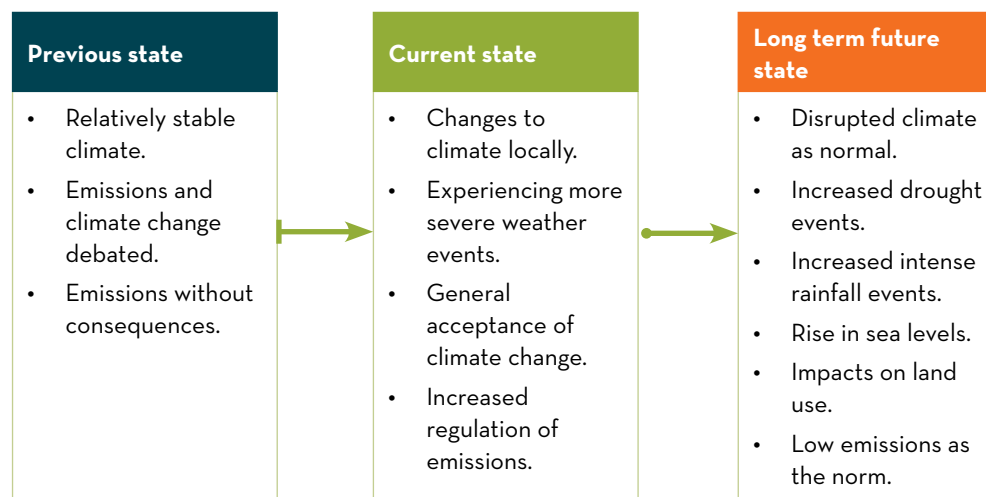 Previous state
• Relatively stable
climate.
• Emissions and
climate change
debated.
• Emissions without
consequences.
Current state
• Changes to
climate locally.
• Experiencing more
severe weather
events.
• General
acceptance of
climate change.
• Increased
regulation of
emissions.
Long term future
state
• Disrupted climate
as normal.
• Increased drought
events.
• Increased intense
rainfall events.
• Rise in sea levels.
• Impacts on land
use.
• Low emissions as
the norm.